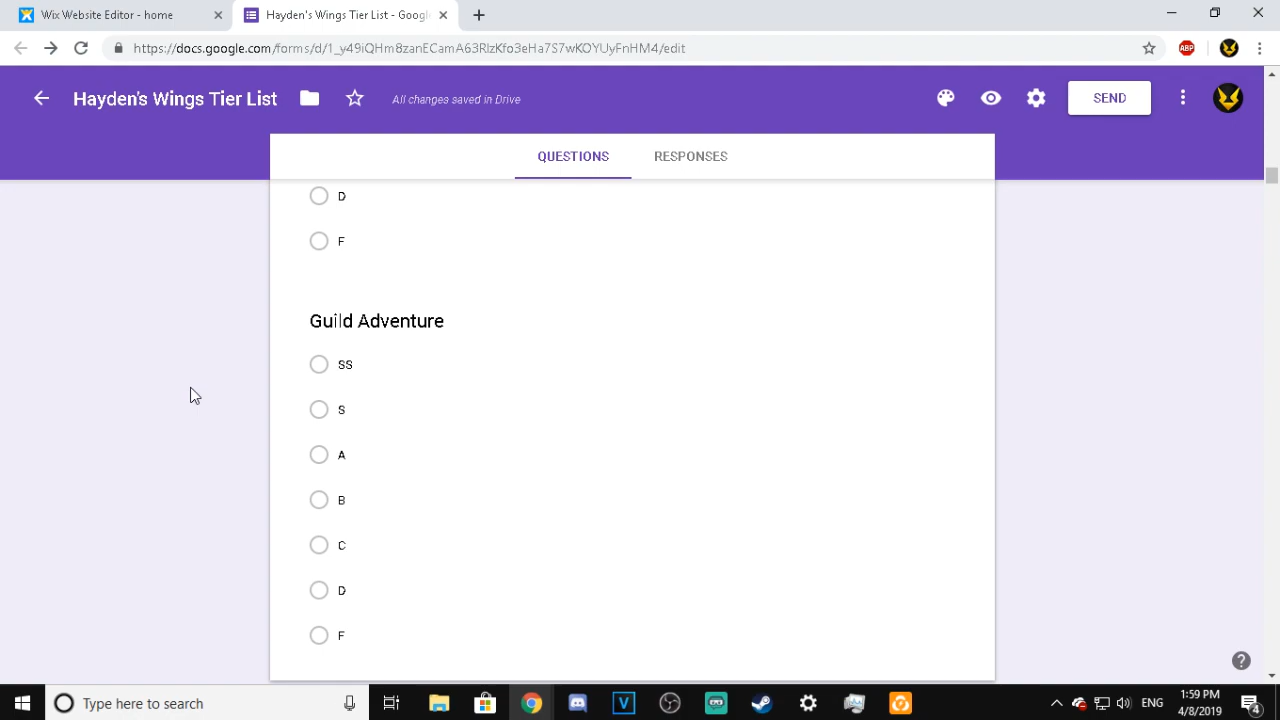 Wix Website Editor - home
Hayden's Wings Tier List - Googl
https://docs.google.com/forms/d/1_y49iQHm8zanECamA63RlzKfo3eHa7S7wKOYUyFnHM4/edit
ABP
Hayden's Wings Tier List
All changes saved in Drive
SEND
QUESTIONS
RESPONSES
D
F
Guild Adventure
SS
S
A
B
C
D
F
Type here to search
V
ENG
1:59 PM
4/8/2019
4